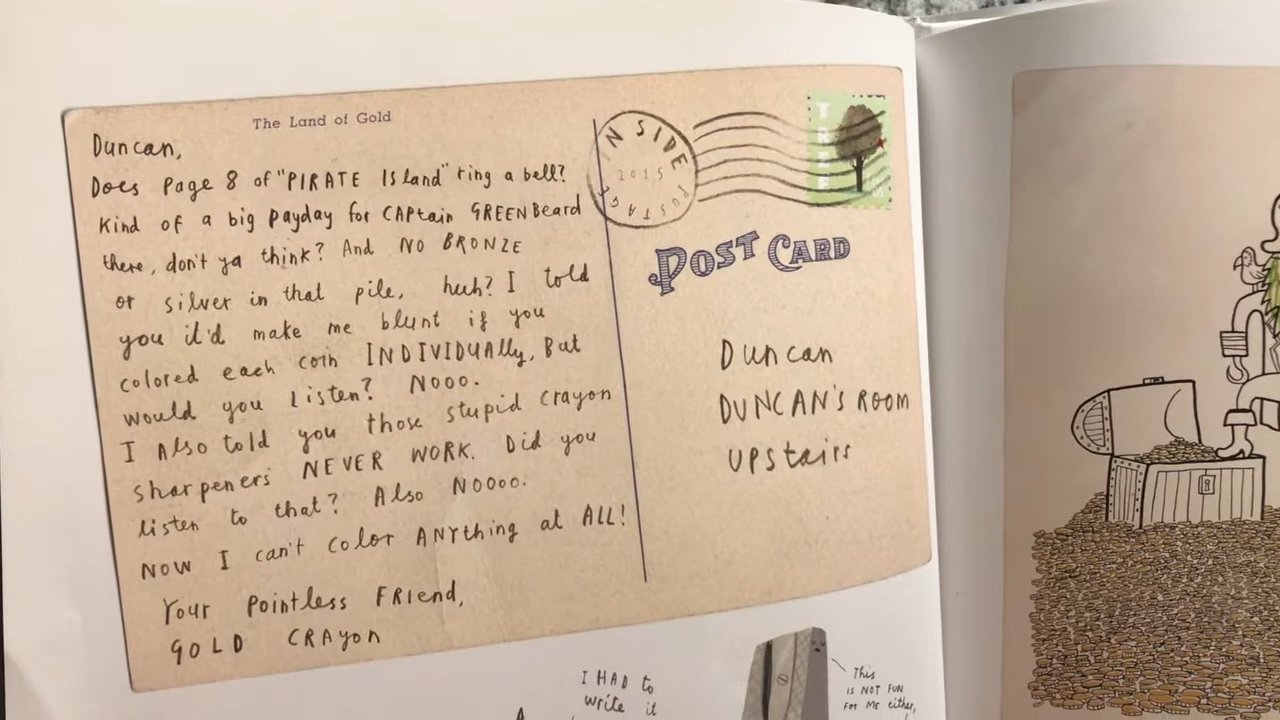 The Land of Gold
Duncan,
Does Page 8 of "PIRATE ISland" ring a bell?
Kind of a big payday for CAPtain GREENBeard
there, don't ya think? And NO BRONZE
or silver in that pile, huh? I told
you it'd make me blunt if you
colored each coin INDIVIDUAlly, But
would you Listen? Nooo.
I Also told you those stupid crayon
sharpeners NEVER WORK. Did you
listen to that? Also Noooo.
NOW I can't color ANything at ALL!
Your Pointless FRIend,
GOLD CRAyon
IN SIDE
2015
POSTAGE
TREE
POST CARD
Duncan
DUNCAN'S ROOM
UPStairs
I HAD to
write it
This
IS NOT FUN
FOR ME either,